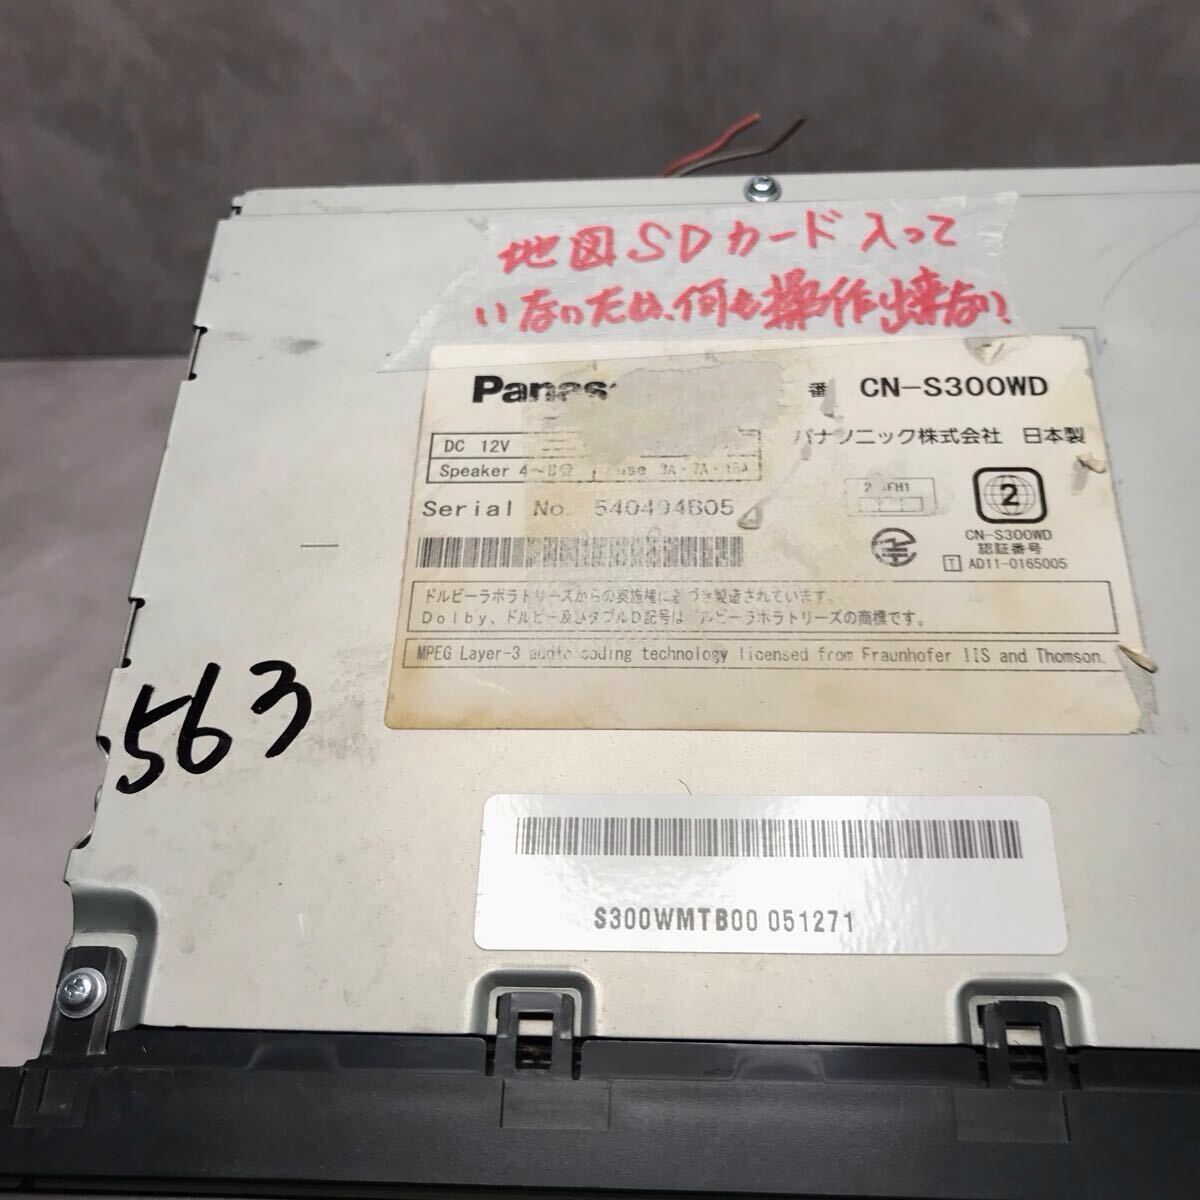 地図SDカード入って
いないため、何も操作出来ない、
Panas
番 CN-S300WD
DC 12V
パナソニック株式会社 日本製
Speaker 4～8Ω
3A・7A・15A
Serial No. 540494B05
2
CN-S300WD
認証番号
T AD11-0165005
ドルビーラボラトリーズからの実施権に基づき製造されています。
Dolby、ドルビー及びダブルD記号はドルビーラボラトリーズの商標です。
MPEG Layer-3 audio coding technology licensed from Fraunhofer IIS and Thomson.
563
S300WMTB00 051271